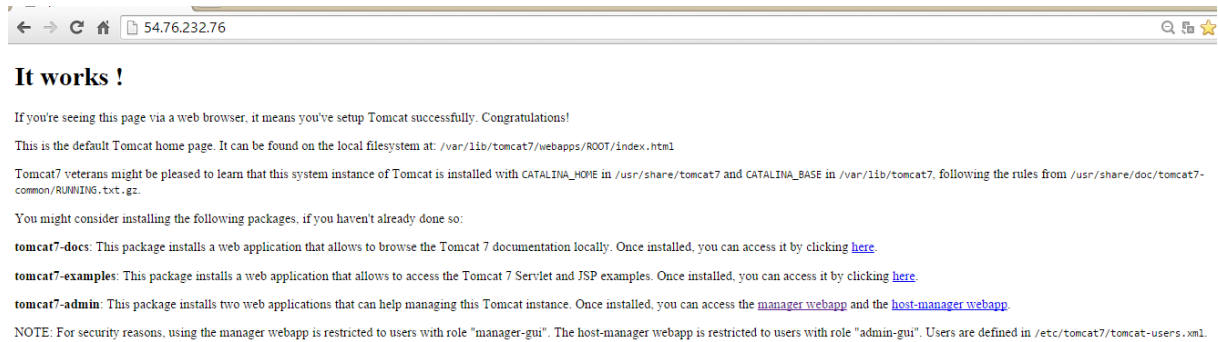 54.76.232.76
It works !
If you're seeing this page via a web browser, it means you've setup Tomcat successfully. Congratulations!
This is the default Tomcat home page. It can be found on the local filesystem at: /var/lib/tomcat7/webapps/ROOT/index.html
Tomcat7 veterans might be pleased to learn that this system instance of Tomcat is installed with CATALINA_HOME in /usr/share/tomcat7 and CATALINA_BASE in /var/lib/tomcat7, following the rules from /usr/share/doc/tomcat7-
common/RUNNING.txt.gz.
You might consider installing the following packages, if you haven't already done so:
tomcat7-docs: This package installs a web application that allows to browse the Tomcat 7 documentation locally. Once installed, you can access it by clicking here.
tomcat7-examples: This package installs a web application that allows to access the Tomcat 7 Servlet and JSP examples. Once installed, you can access it by clicking here.
tomcat7-admin: This package installs two web applications that can help managing this Tomcat instance. Once installed, you can access the manager webapp and the host-manager webapp.
NOTE: For security reasons, using the manager webapp is restricted to users with role "manager-gui". The host-manager webapp is restricted to users with role "admin-gui". Users are defined in /etc/tomcat7/tomcat-users.xml.